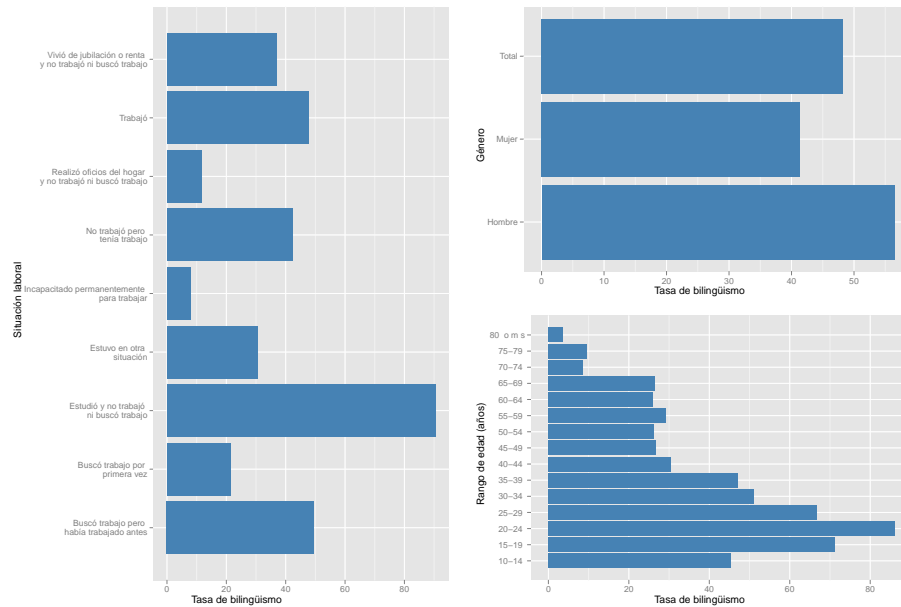 Situación laboral
Vivió de jubilación o renta
y no trabajó ni buscó trabajo
Trabajó
Realizó oficios del hogar
y no trabajó ni buscó trabajo
No trabajó pero
tenia trabajo
Incapacitado permanentemente
para trabajar
Estuvo en otra
situación
Estudió y no trabajó
ni buscó trabajo
Buscó trabajo por
primera vez
Buscó trabajo pero
había trabajado antes
0 20 40 60 80
Tasa de bilingüismo
Género
Total
Mujer
Hombre
0 10 20 30 40 50
Tasa de bilingüismo
Rango de edad (años)
80 o m s
75–79
70–74
65–69
60–64
55–59
50–54
45–49
40–44
35–39
30–34
25–29
20–24
15–19
10–14
0 20 40 60 80
Tasa de bilingüismo